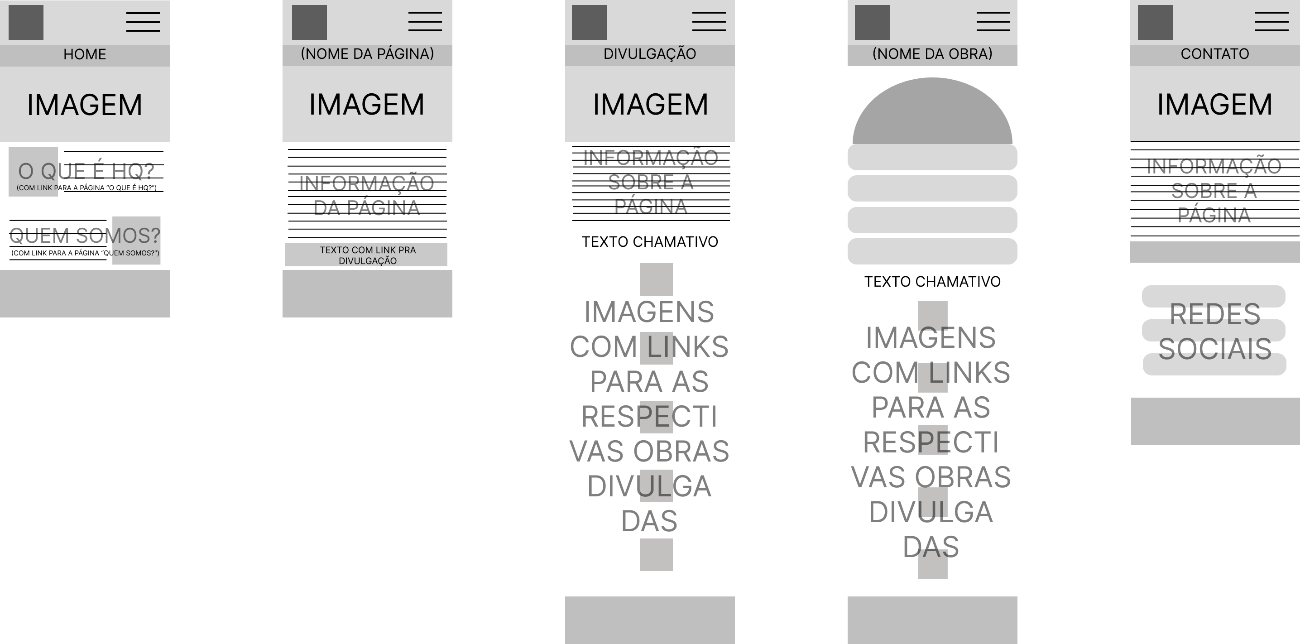 HOME
IMAGEM
O QUE É HQ?
(COM LINK PARA A PÁGINA "O QUE É HQ?")
QUEM SOMOS?
(COM LINK PARA A PÁGINA "QUEM SOMOS?")
(NOME DA PÁGINA)
IMAGEM
INFORMAÇÃO
DA PÁGINA
TEXTO COM LINK PRA
DIVULGAÇÃO
DIVULGAÇÃO
IMAGEM
INFORMAÇÃO
SOBRE A
PÁGINA
TEXTO CHAMATIVO
IMAGENS
COM LINKS
PARA AS
RESPECTI
VAS OBRAS
DIVULGA
DAS
(NOME DA OBRA)
TEXTO CHAMATIVO
IMAGENS
COM LINKS
PARA AS
RESPECTI
VAS OBRAS
DIVULGA
DAS
CONTATO
IMAGEM
INFORMAÇÃO
SOBRE A
PÁGINA
REDES
SOCIAIS